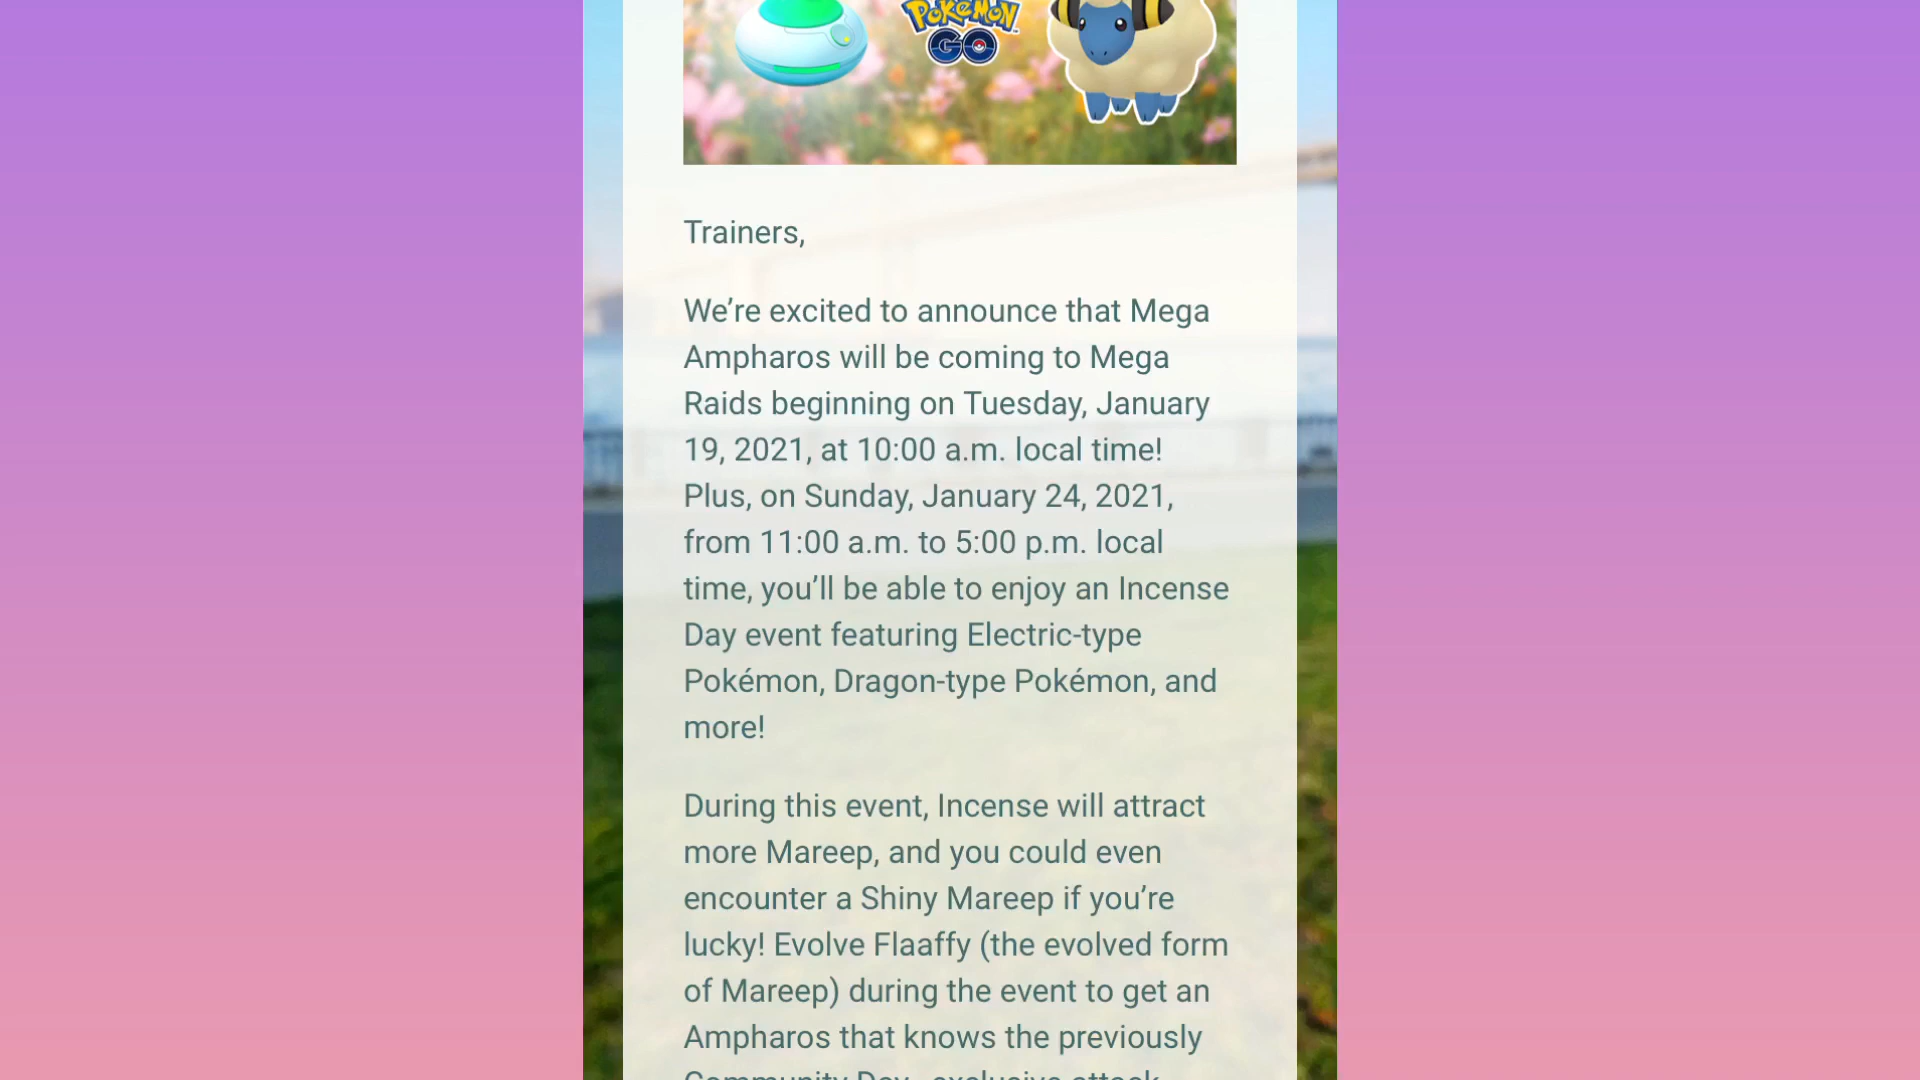 POKÉMON
GO
Trainers,
We’re excited to announce that Mega
Ampharos will be coming to Mega
Raids beginning on Tuesday, January
19, 2021, at 10:00 a.m. local time!
Plus, on Sunday, January 24, 2021,
from 11:00 a.m. to 5:00 p.m. local
time, you’ll be able to enjoy an Incense
Day event featuring Electric-type
Pokémon, Dragon-type Pokémon, and
more!
During this event, Incense will attract
more Mareep, and you could even
encounter a Shiny Mareep if you’re
lucky! Evolve Flaaffy (the evolved form
of Mareep) during the event to get an
Ampharos that knows the previously
Community Day–exclusive attack